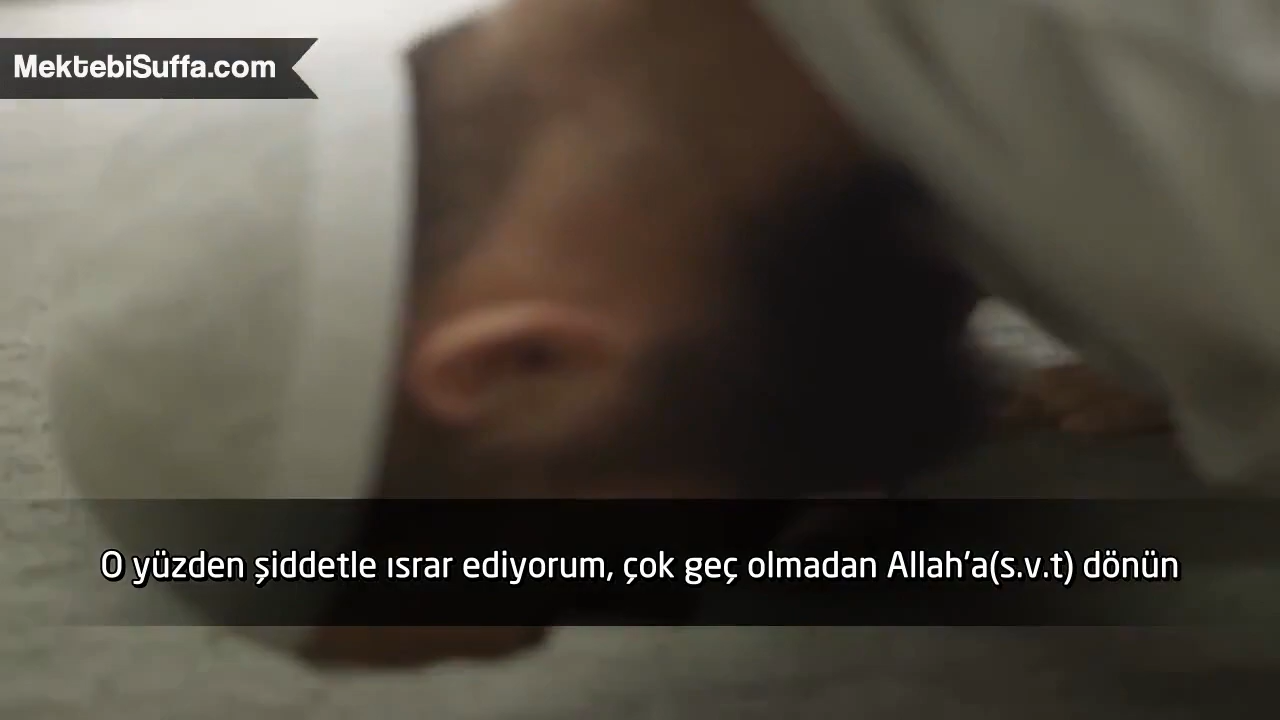 MektebiSuffa.com
O yüzden şiddetle ısrar ediyorum, çok geç olmadan Allah'a(s.v.t) dönün